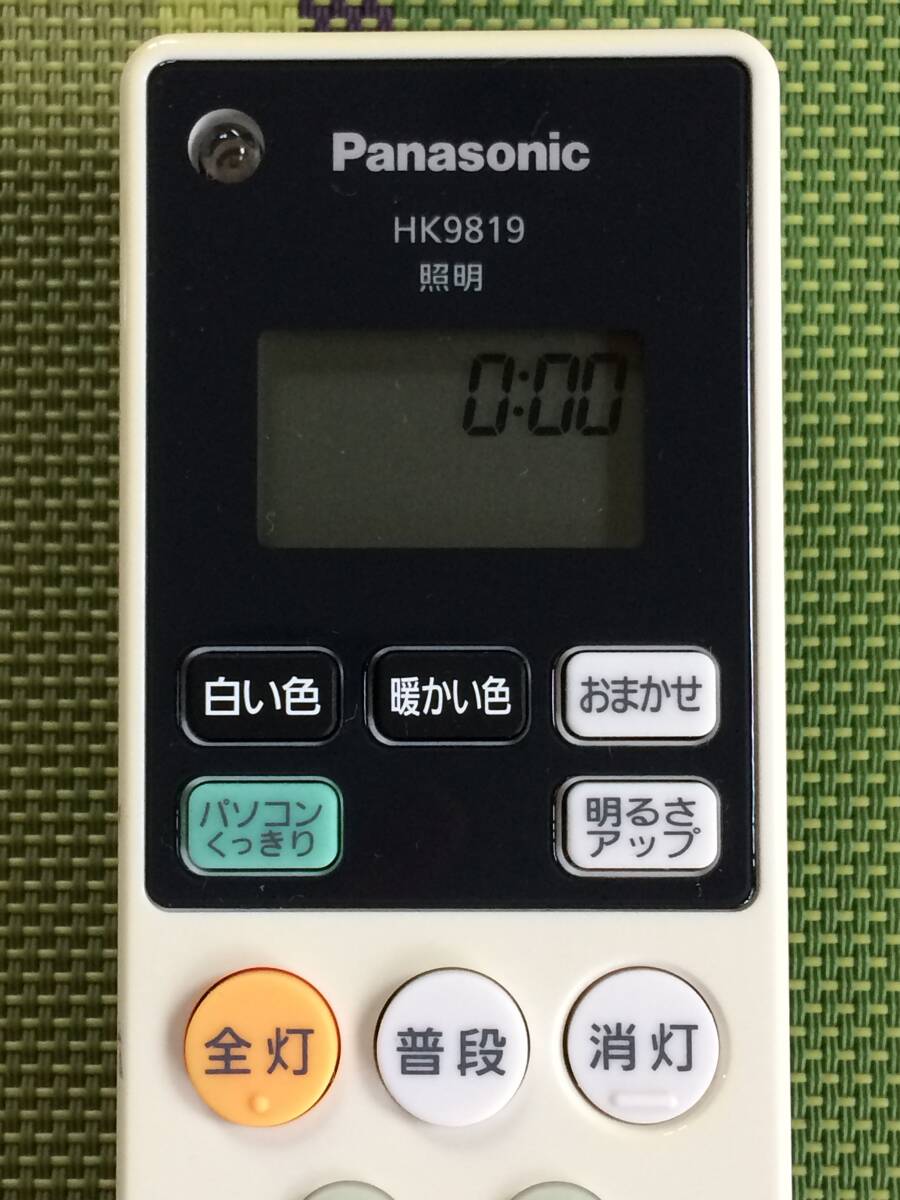 Panasonic
HK9819
照明
0:00
白い色
暖かい色
おまかせ
パソコン
くっきり
明るさ
アップ
全灯
普段
消灯